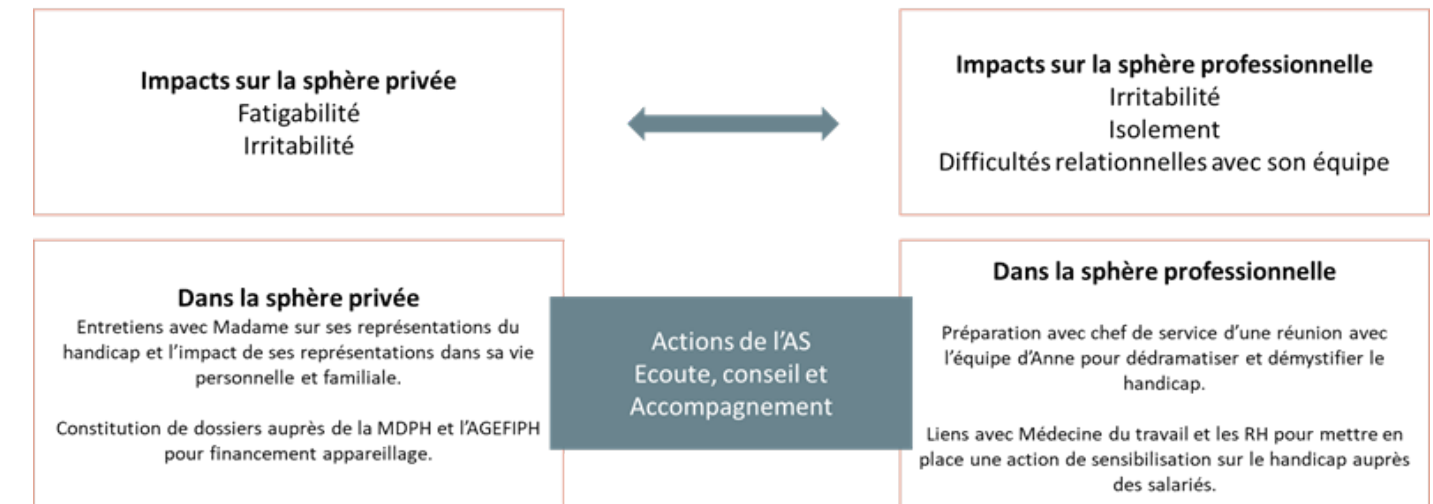 Impacts sur la sphère privée
Fatigabilité
Irritabilité
Impacts sur la sphère professionnelle
Irritabilité
Isolement
Difficultés relationnelles avec son équipe
Dans la sphère privée
Entretiens avec Madame sur ses représentations du
handicap et l’impact de ses représentations dans sa vie
personnelle et familiale.
Constitution de dossiers auprès de la MDPH et l’AGEFIPH
pour financement appareillage.
Actions de l’AS
Ecoute, conseil et
Accompagnement
Dans la sphère professionnelle
Préparation avec chef de service d’une réunion avec
l’équipe d’Anne pour dédramatiser et démystifier le
handicap.
Liens avec Médecine du travail et les RH pour mettre en
place une action de sensibilisation sur le handicap auprès
des salariés.